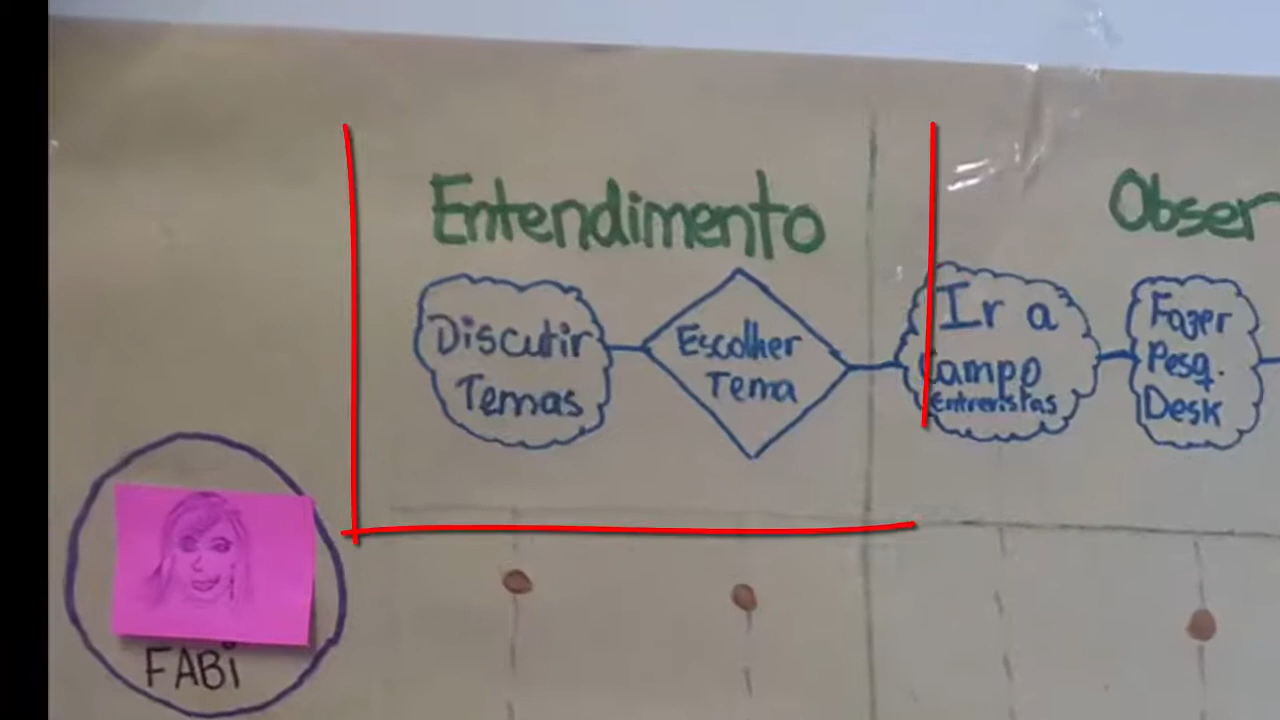 Entendimento
Obser
Discutir
Temas
Escolher
Tema
Ir a
Campo
Entrevistas
Fazer
Pesq.
Desk
FABi